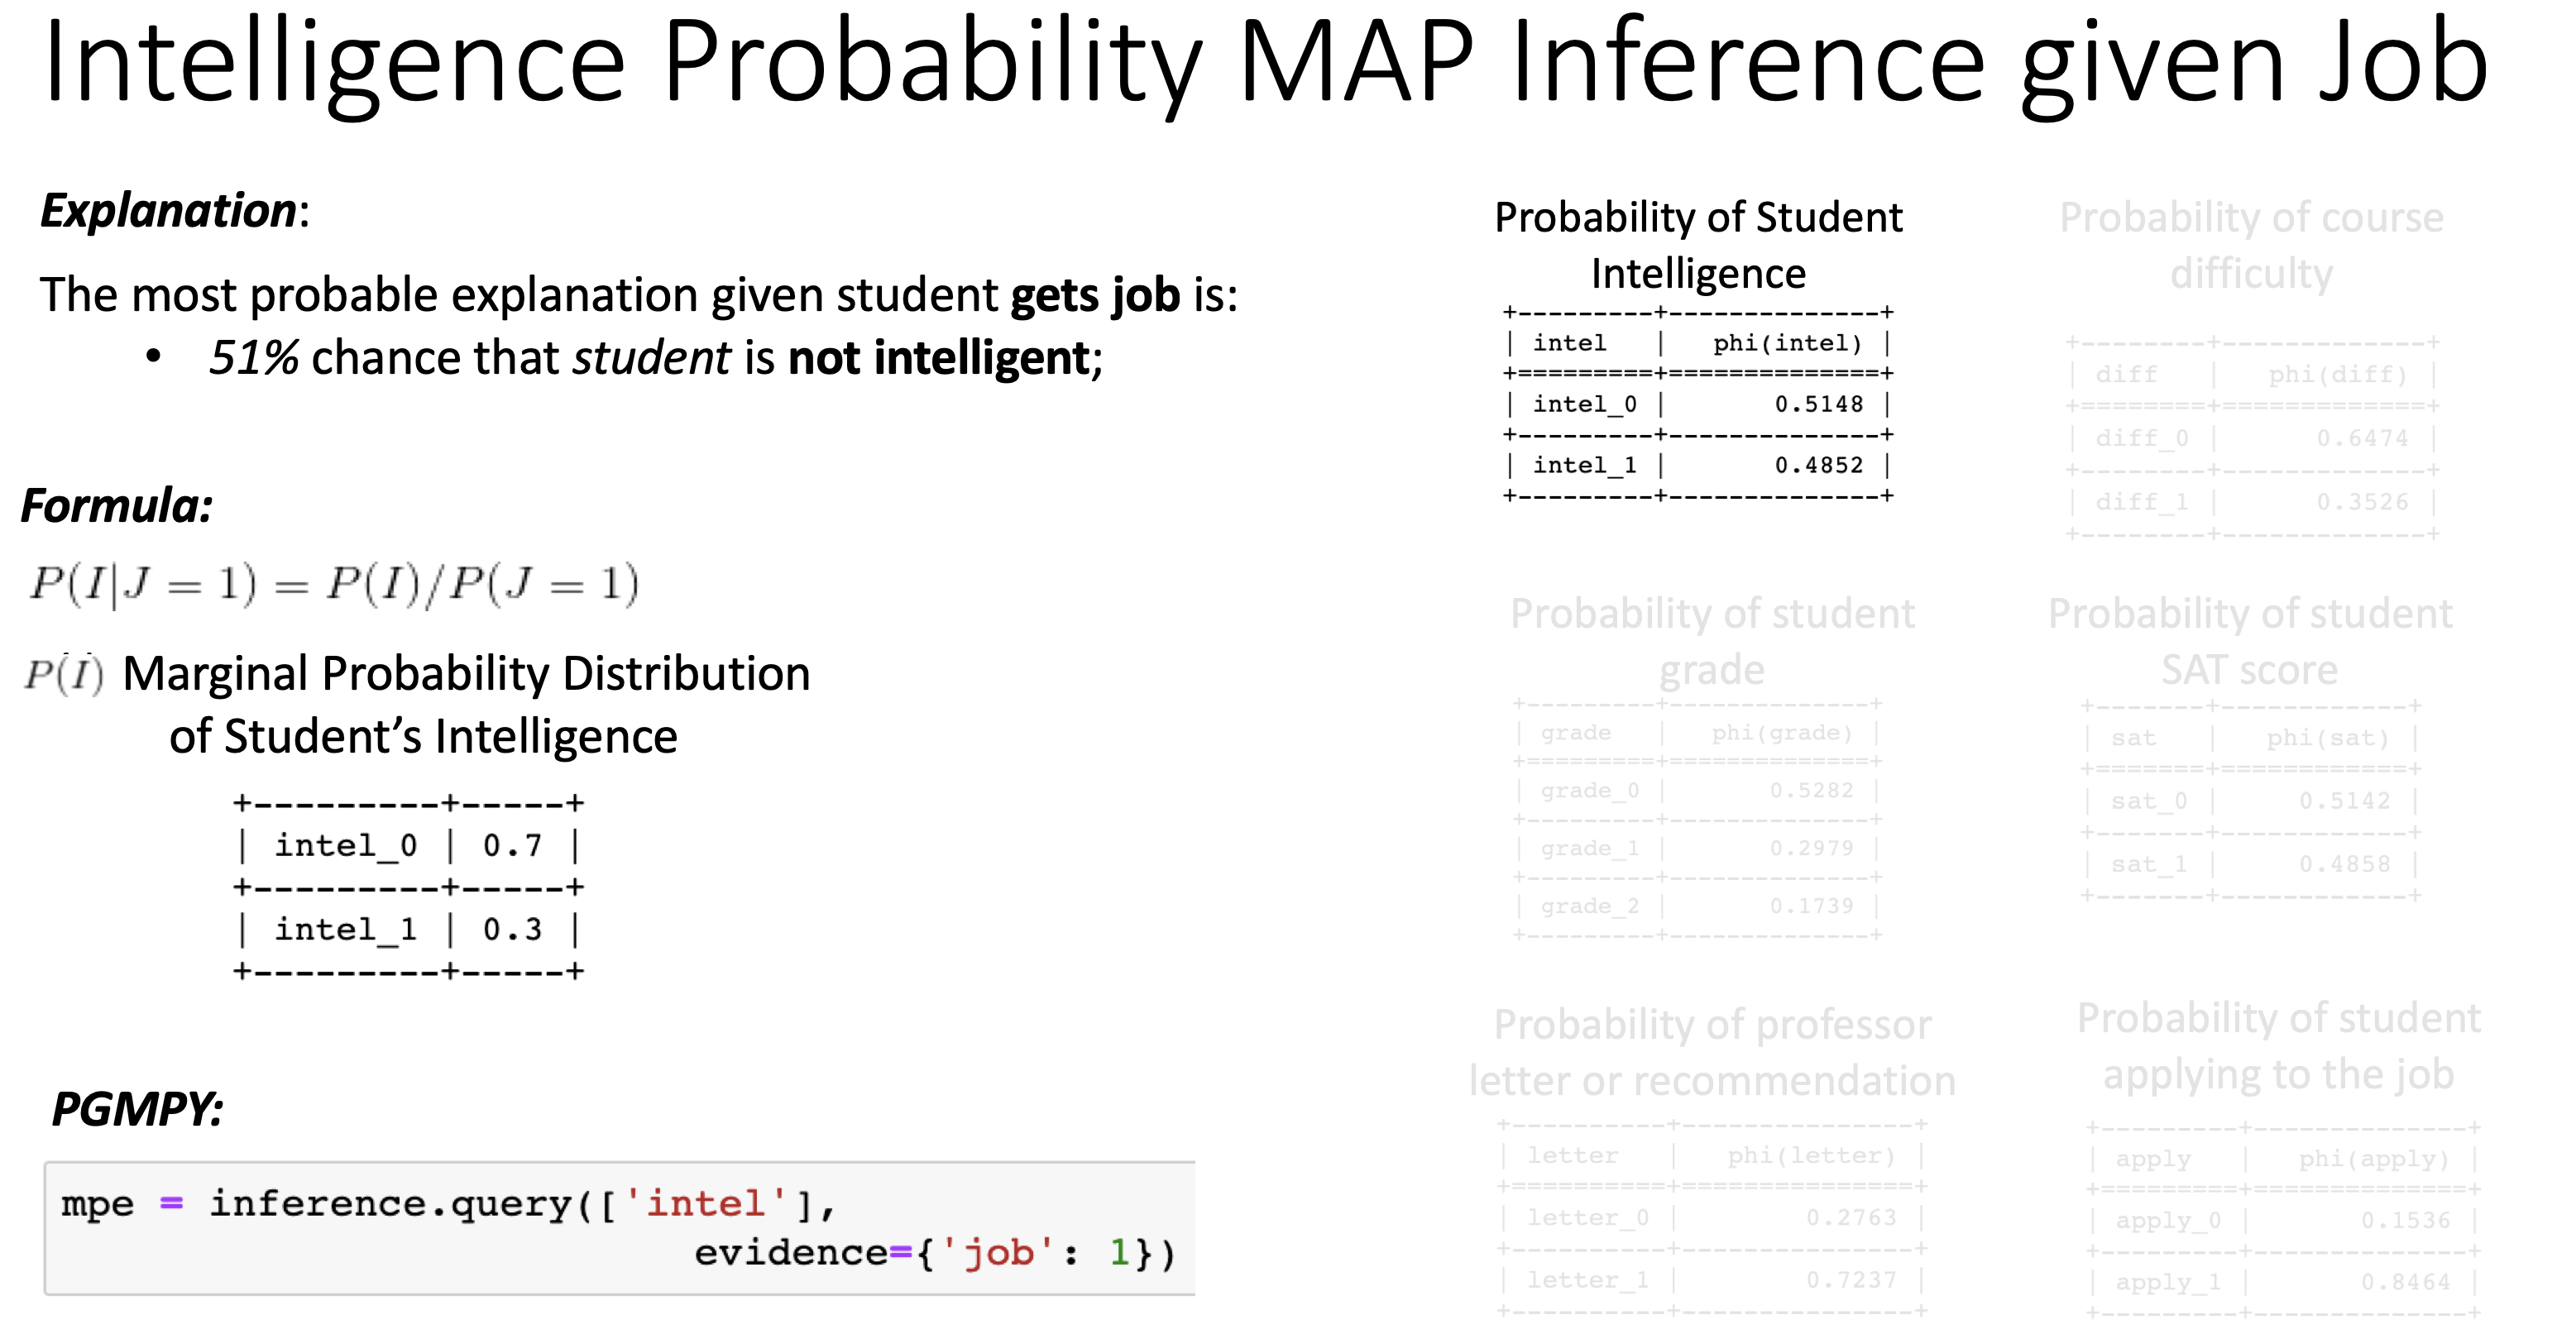 Intelligence Probability MAP Inference given Job
Explanation:
The most probable explanation given student gets job is:
• 51% chance that student is not intelligent;
Formula:
P(I|J = 1) = P(I)/P(J = 1)
P(I) Marginal Probability Distribution
of Student’s Intelligence
+---------+-----+
| intel_0 | 0.7 |
+---------+-----+
| intel_1 | 0.3 |
+---------+-----+
PGMPY:
mpe = inference.query(['intel'],
evidence={'job': 1})
Probability of Student
Intelligence
+---------+--------------+
| intel   |   phi(intel) |
+=========+==============+
| intel_0 |       0.5148 |
+---------+--------------+
| intel_1 |       0.4852 |
+---------+--------------+
Probability of course
difficulty
+--------+-------------+
| diff   |   phi(diff) |
+========+=============+
| diff_0 |      0.6474 |
+--------+-------------+
| diff_1 |      0.3526 |
+--------+-------------+
Probability of student
grade
+---------+--------------+
| grade   |   phi(grade) |
+=========+==============+
| grade_0 |       0.5282 |
+---------+--------------+
| grade_1 |       0.2979 |
+---------+--------------+
| grade_2 |       0.1739 |
+---------+--------------+
Probability of student
SAT score
+-------+------------+
| sat   |   phi(sat) |
+=======+============+
| sat_0 |     0.5142 |
+-------+------------+
| sat_1 |     0.4858 |
+-------+------------+
Probability of professor
letter or recommendation
+----------+---------------+
| letter   |   phi(letter) |
+==========+===============+
| letter_0 |        0.2763 |
+----------+---------------+
| letter_1 |        0.7237 |
+----------+---------------+
Probability of student
applying to the job
+---------+--------------+
| apply   |   phi(apply) |
+=========+==============+
| apply_0 |       0.1536 |
+---------+--------------+
| apply_1 |       0.8464 |
+---------+--------------+